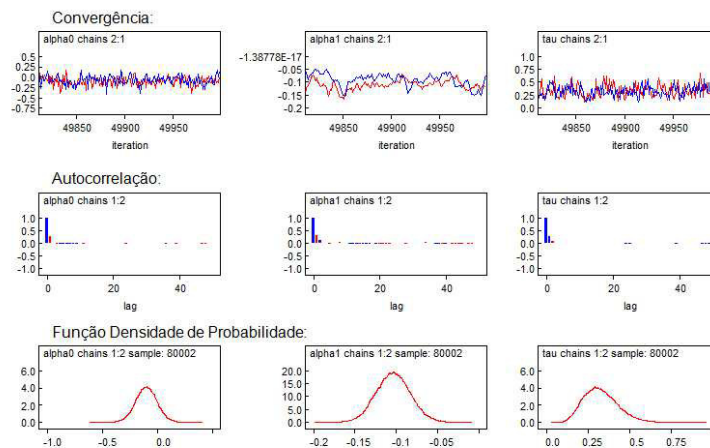 Convergência:
alpha0 chains 2:1
alpha1 chains 2:1
tau chains 2:1
0.5
0.25
0.0
-0.25
-0.5
-0.75
-1.38778E-17
-0.05
-0.1
-0.15
-0.2
1.0
0.75
0.5
0.25
0.0
49850 49900 49950
49850 49900 49950
49850 49900 49950
iteration
iteration
iteration
Autocorrelação:
alpha0 chains 1:2
alpha1 chains 1:2
tau chains 1:2
1.0
0.5
0.0
-0.5
-1.0
1.0
0.5
0.0
-0.5
-1.0
1.0
0.5
0.0
-0.5
-1.0
0 20 40
0 20 40
0 20 40
lag
lag
lag
Função Densidade de Probabilidade:
alpha0 chains 1:2 sample: 80002
alpha1 chains 1:2 sample: 80002
tau chains 1:2 sample: 80002
6.0
4.0
2.0
0.0
20.0
15.0
10.0
5.0
0.0
6.0
4.0
2.0
0.0
-1.0 -0.5 0.0
-0.2 -0.15 -0.1 -0.05
0.0 0.25 0.5 0.75